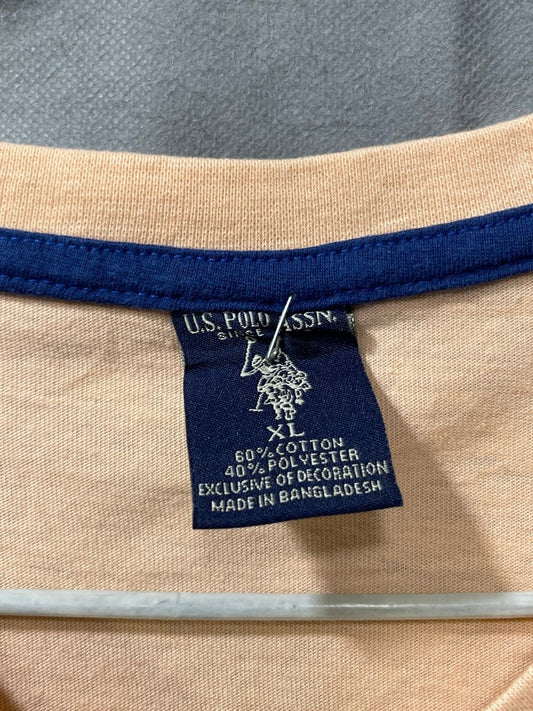 U.S. POLO ASSN.
SINCE
XL
60% COTTON
40% POLYESTER
EXCLUSIVE OF DECORATION
MADE IN BANGLADESH